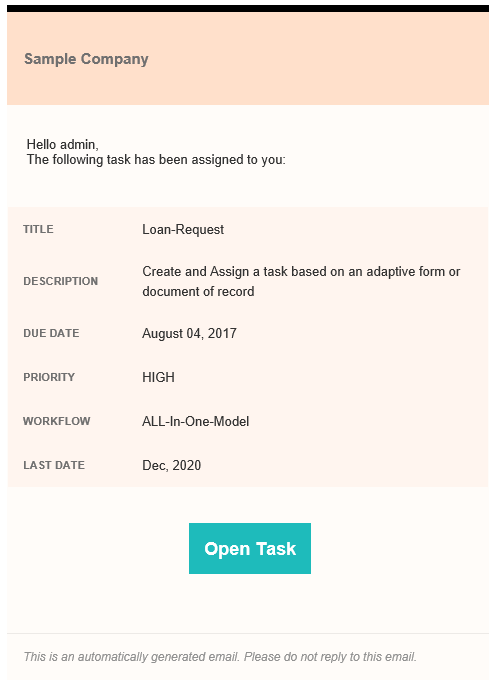 Sample Company
Hello admin,
The following task has been assigned to you:
TITLE Loan-Request
DESCRIPTION Create and Assign a task based on an adaptive form or
document of record
DUE DATE August 04, 2017
PRIORITY HIGH
WORKFLOW ALL-In-One-Model
LAST DATE Dec, 2020
Open Task
This is an automatically generated email. Please do not reply to this email.